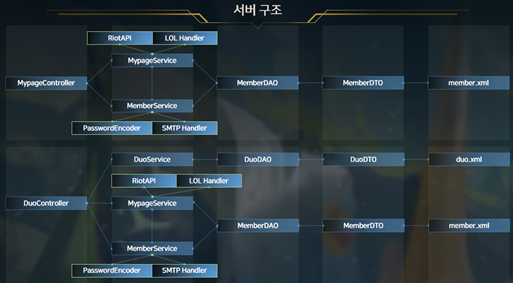 서버 구조
RiotAPI LOL Handler
MypageService
MypageController MemberDAO MemberDTO member.xml
MemberService
PasswordEncoder SMTP Handler
DuoService DuoDAO DuoDTO duo.xml
RiotAPI LOL Handler
DuoController MypageService
MemberDAO MemberDTO member.xml
MemberService
PasswordEncoder SMTP Handler